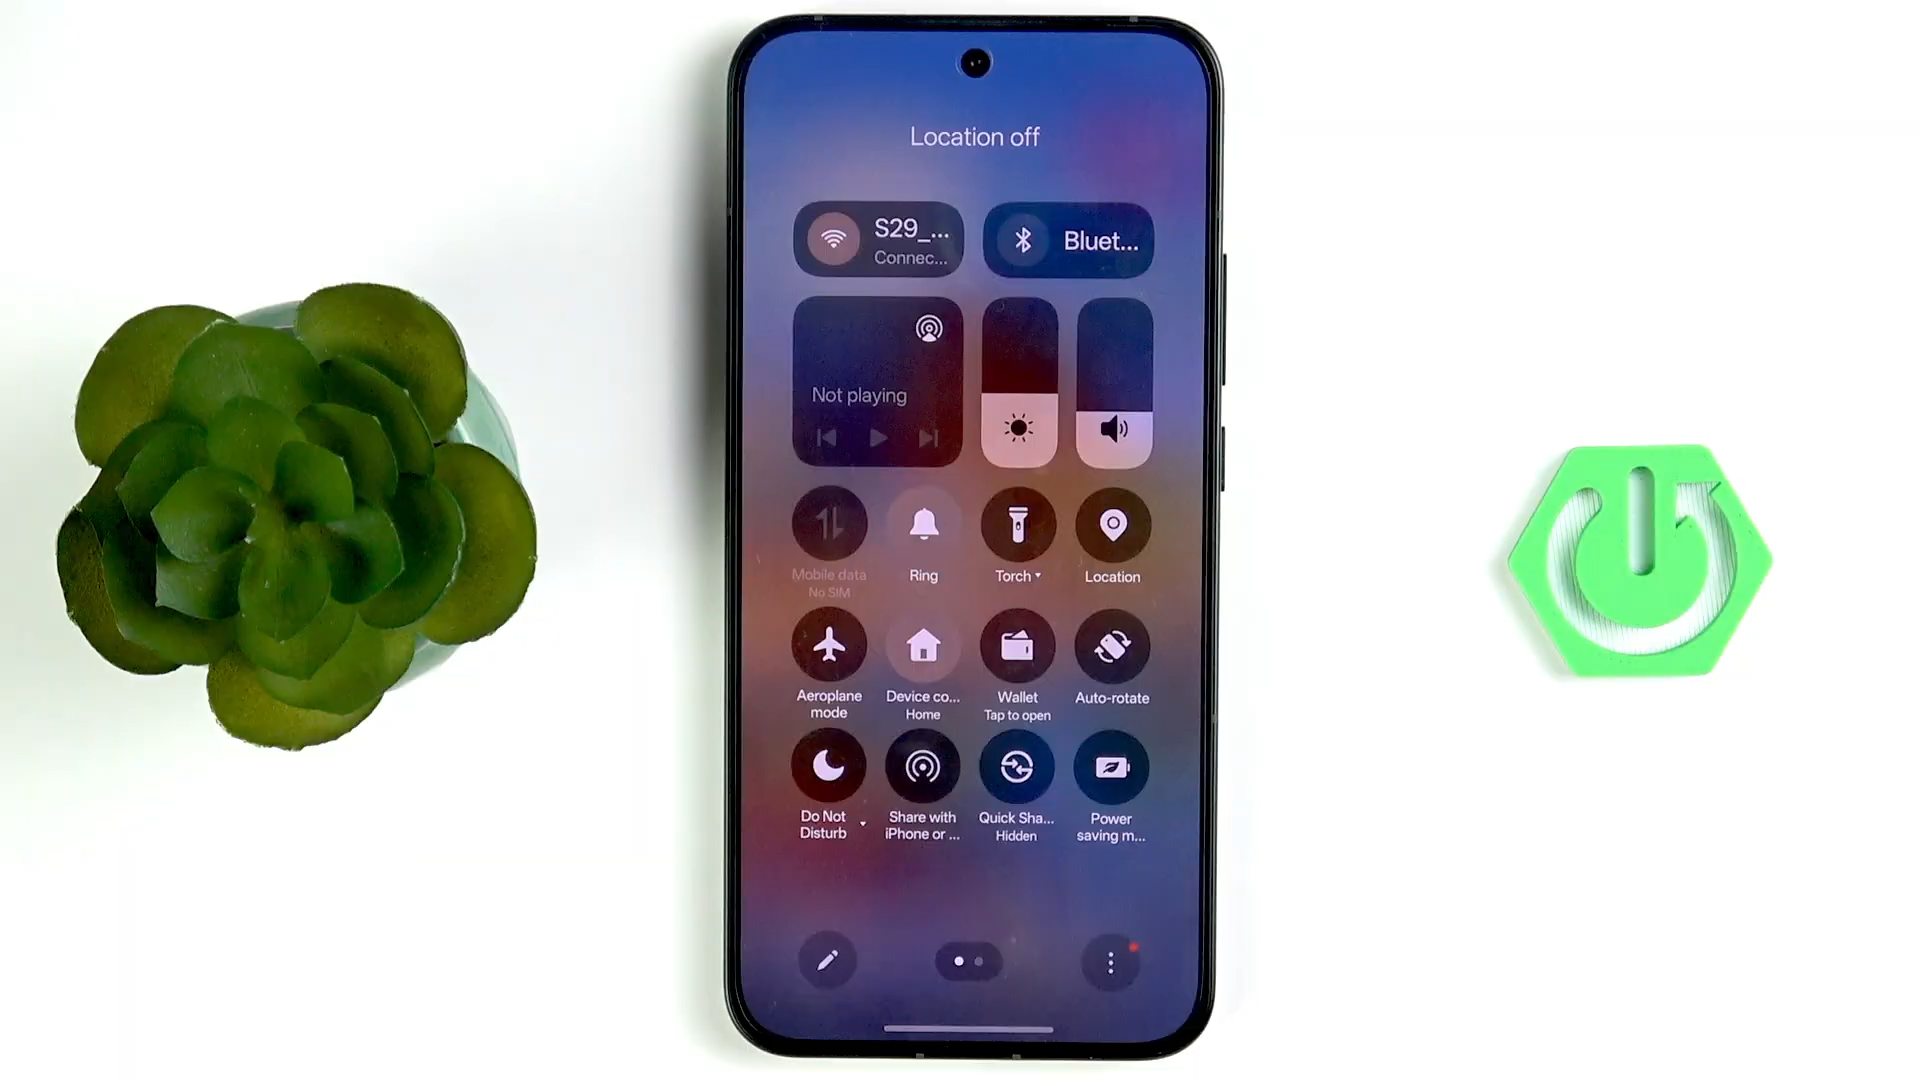 Location off
S29_...
Connec...
Bluet...
Not playing
Mobile data
No SIM
Ring
Torch
Location
Aeroplane
mode
Device co...
Home
Wallet
Tap to open
Auto-rotate
Do Not
Disturb
Share with
iPhone or ...
Quick Sha...
Hidden
Power
saving m...